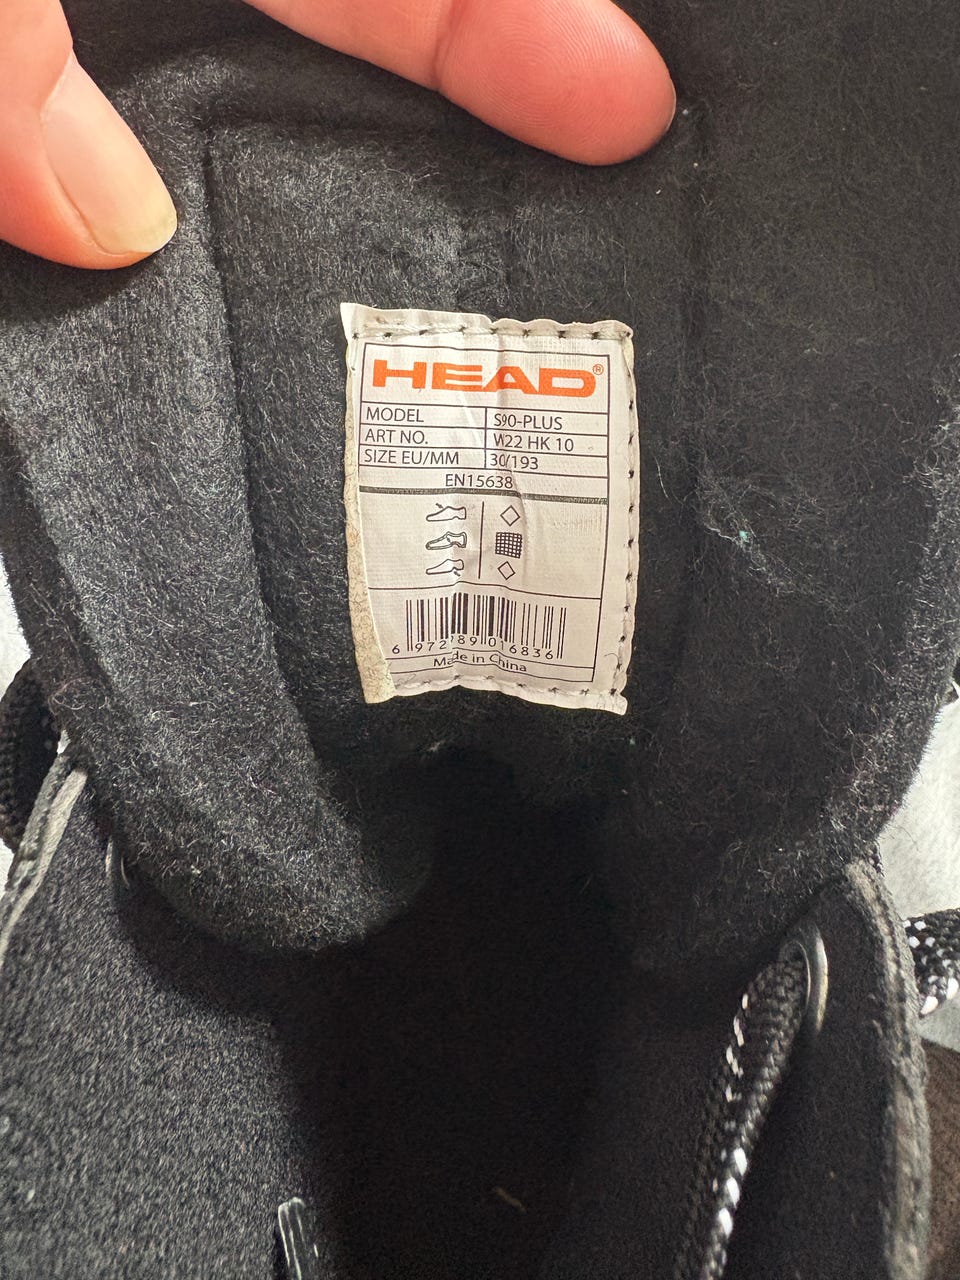 HEAD®
MODEL S90-PLUS
ART NO. W22 HK 10
SIZE EU/MM 30/193
EN15638
6 972789 016836
Made in China